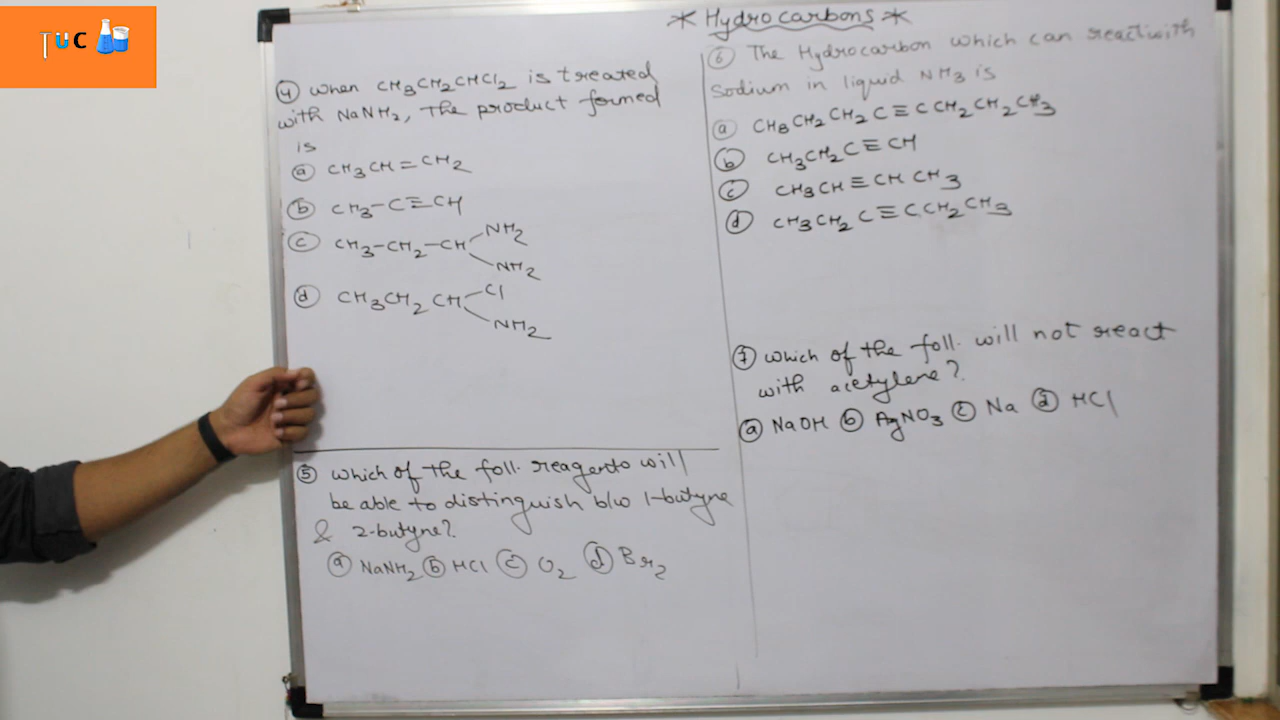 TUC
* Hydrocarbons *
④ When CH₃CH₂CHCl₂ is treated
with NaNH₂, The product formed
is
ⓐ CH₃CH=CH₂
ⓑ CH₃-C≡CH
ⓒ CH₃-CH₂-CH
NH₂
NH₂
ⓓ CH₃CH₂CH
Cl
NH₂
⑤ Which of the foll. reagents will
be able to distinguish b/w 1-butyne
& 2-butyne?
ⓐ NaNH₂ ⓑ HCl ⓒ O₂ ⓓ Br₂
⑥ The Hydrocarbon which can react with
Sodium in liquid NH₃ is
ⓐ CH₃CH₂CH₂C≡CCH₂CH₂CH₃
ⓑ CH₃CH₂C≡CH
ⓒ CH₃CH≡CHCH₃
ⓓ CH₃CH₂C≡CCH₂CH₃
⑦ Which of the foll. will not react
with acetylene?
ⓐ NaOH ⓑ AgNO₃ ⓒ Na ⓓ HCl